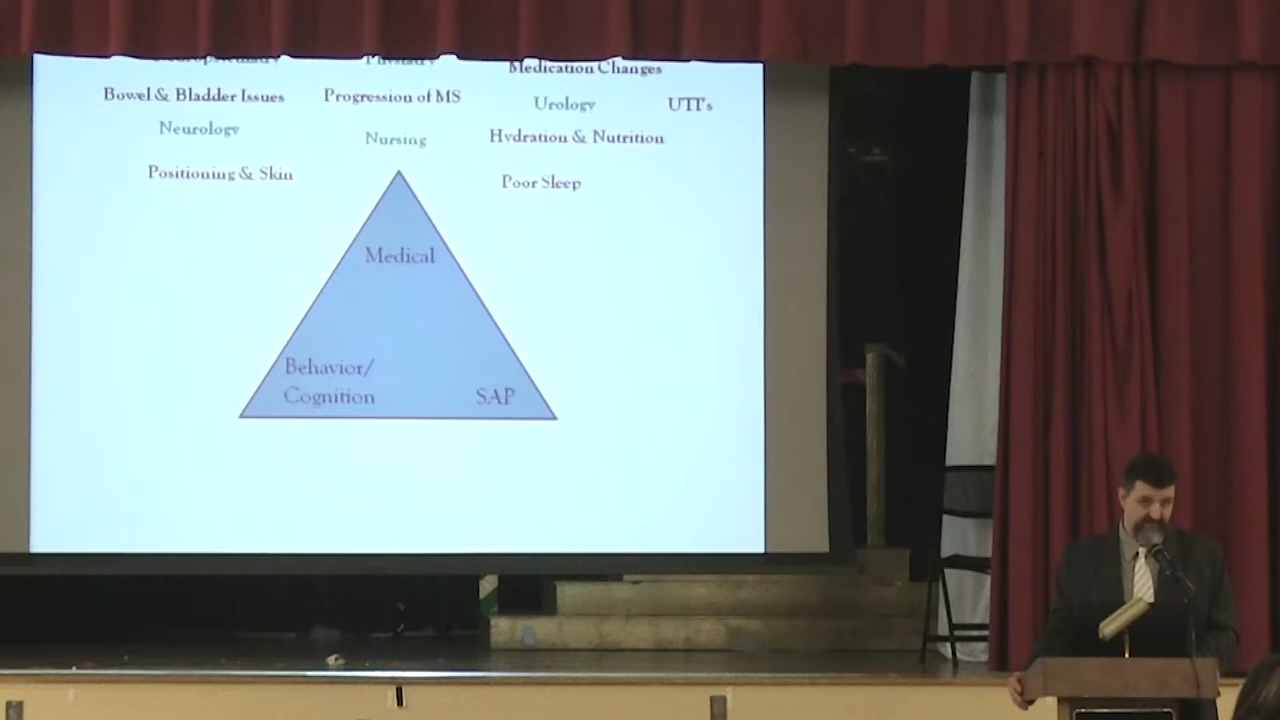 Medication Changes
Bowel & Bladder Issues
Progression of MS
Urology
UTI's
Neurology
Nursing
Hydration & Nutrition
Positioning & Skin
Poor Sleep
Medical
Behavior/
Cognition
SAP